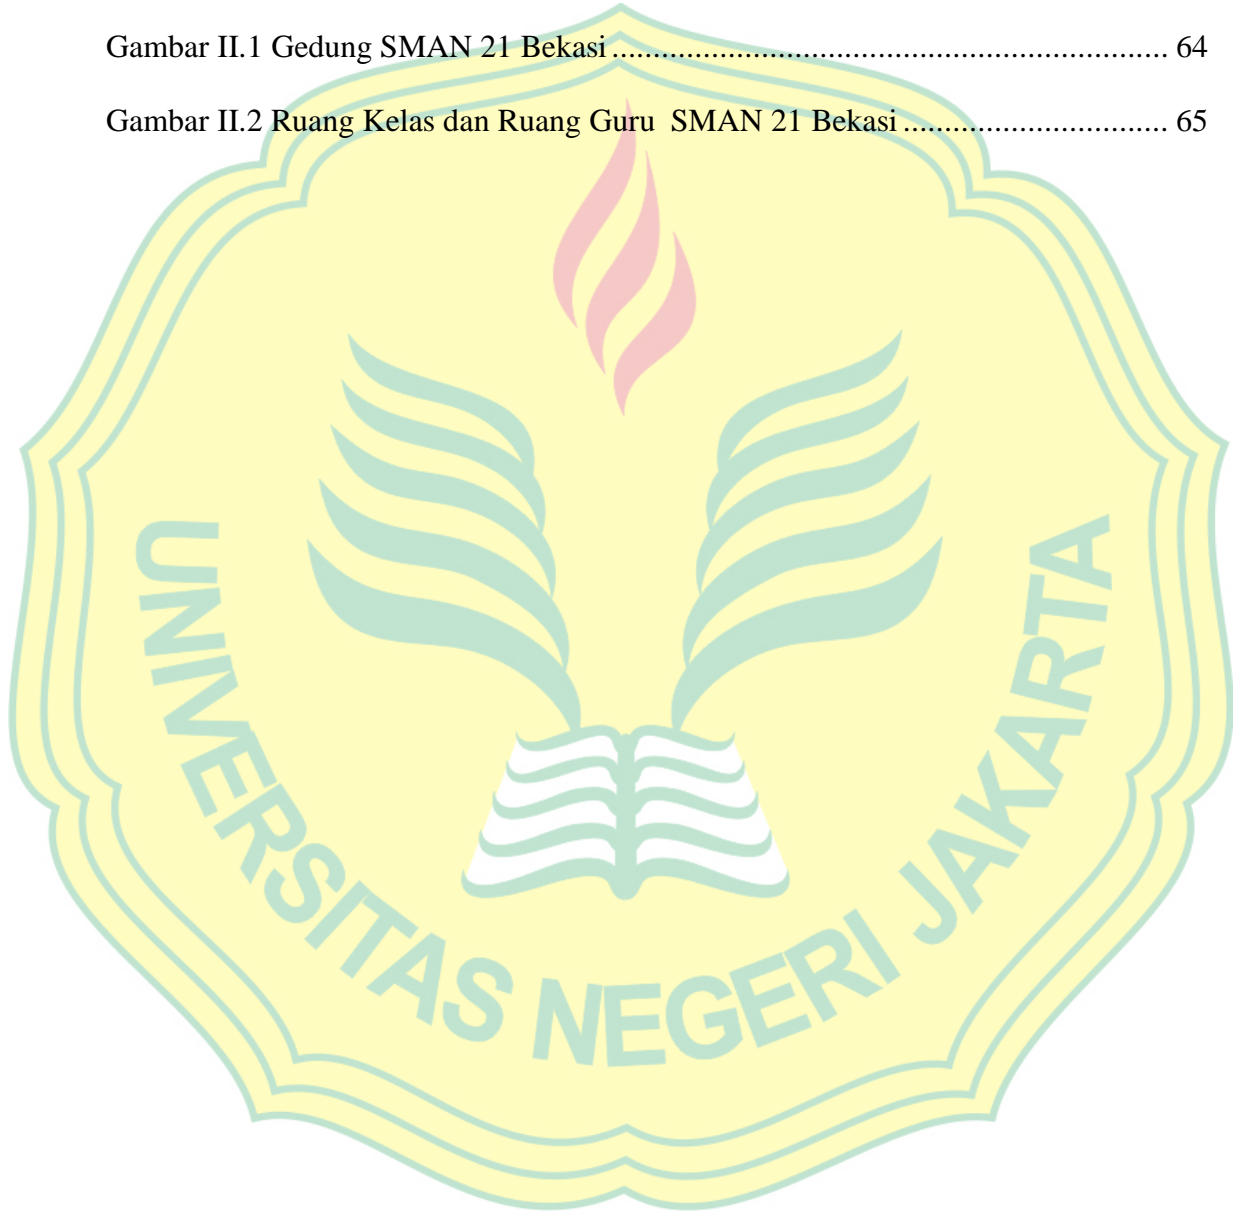 Gambar II.1 Gedung SMAN 21 Bekasi ........................................................................ 64
Gambar II.2 Ruang Kelas dan Ruang Guru  SMAN 21 Bekasi ................................ 65
UNIVERSITAS NEGERI JAKARTA